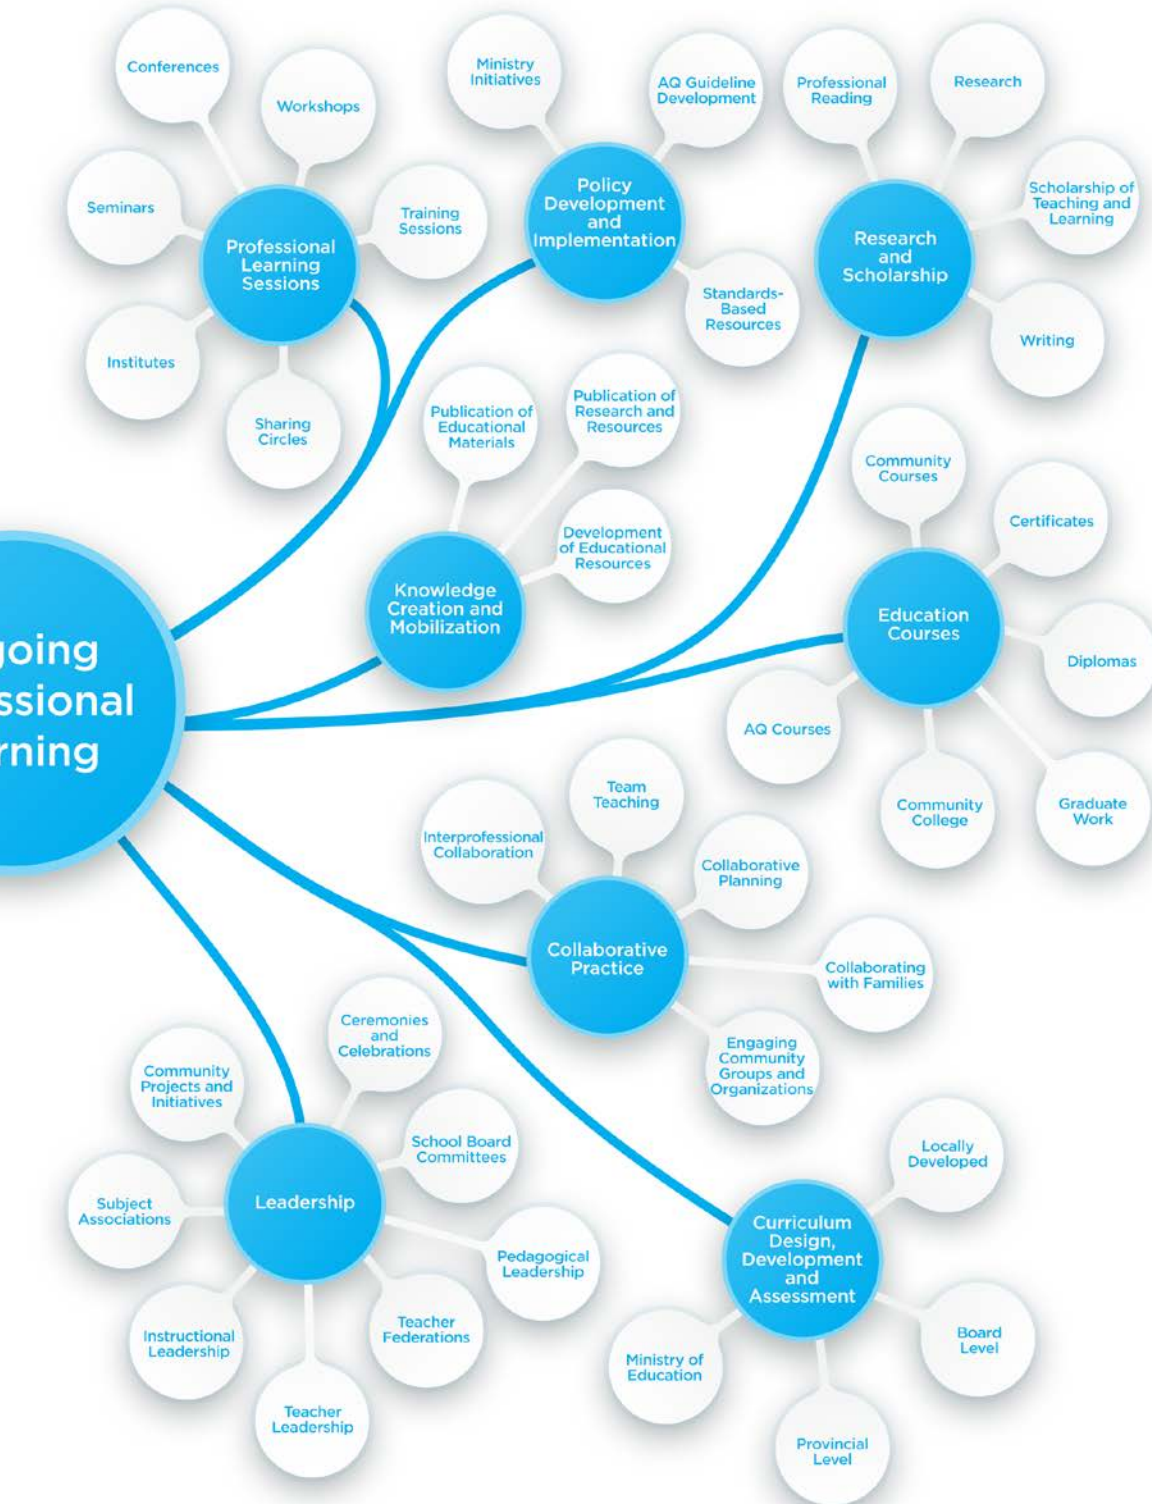 Conferences
Workshops
Seminars
Training
Sessions
Professional
Learning
Sessions
Institutes
Sharing
Circles
Ministry
Initiatives
AQ Guideline
Development
Policy
Development
and
Implementation
Standards-
Based
Resources
Professional
Reading
Research
Scholarship of
Teaching and
Learning
Research
and
Scholarship
Writing
Publication of
Educational
Materials
Publication of
Research and
Resources
Development
of Educational
Resources
Knowledge
Creation and
Mobilization
Community
Courses
Certificates
Education
Courses
Diplomas
AQ Courses
Community
College
Graduate
Work
going
ssional
rning
Team
Teaching
Interprofessional
Collaboration
Collaborative
Planning
Collaborative
Practice
Collaborating
with Families
Engaging
Community
Groups and
Organizations
Ceremonies
and
Celebrations
Community
Projects and
Initiatives
School Board
Committees
Subject
Associations
Leadership
Pedagogical
Leadership
Instructional
Leadership
Teacher
Federations
Teacher
Leadership
Locally
Developed
Curriculum
Design,
Development
and
Assessment
Board
Level
Ministry of
Education
Provincial
Level